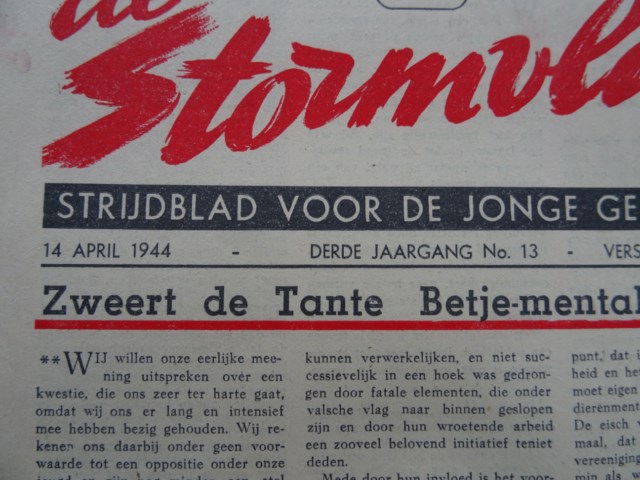 de
Stormvla
STRIJDBLAD VOOR DE JONGE GE
14 APRIL 1944 - DERDE JAARGANG No. 13 - VERS
Zweert de Tante Betje-mental
**WIJ willen onze eerlijke mee-
ning uitspreken over een
kwestie, die ons zeer ter harte gaat,
omdat wij ons er lang en intensief
mee hebben bezig gehouden. Wij re-
kenen ons daarbij onder geen voor-
waarde tot een oppositie onder onze
kunnen verwerkelijken, en niet suc-
cessievelijk in een hoek was gedron-
gen door fatale elementen, die onder
valsche vlag naar binnen geslopen
zijn en door hun wroetende arbeid
een zooveel belovend initiatief teniet
deden.
Mede door hun invloed is het voor-
punt, dat i
heid en het
moet eigen
dierenment
De eisch v
maal, dat
vereeniging
min als w